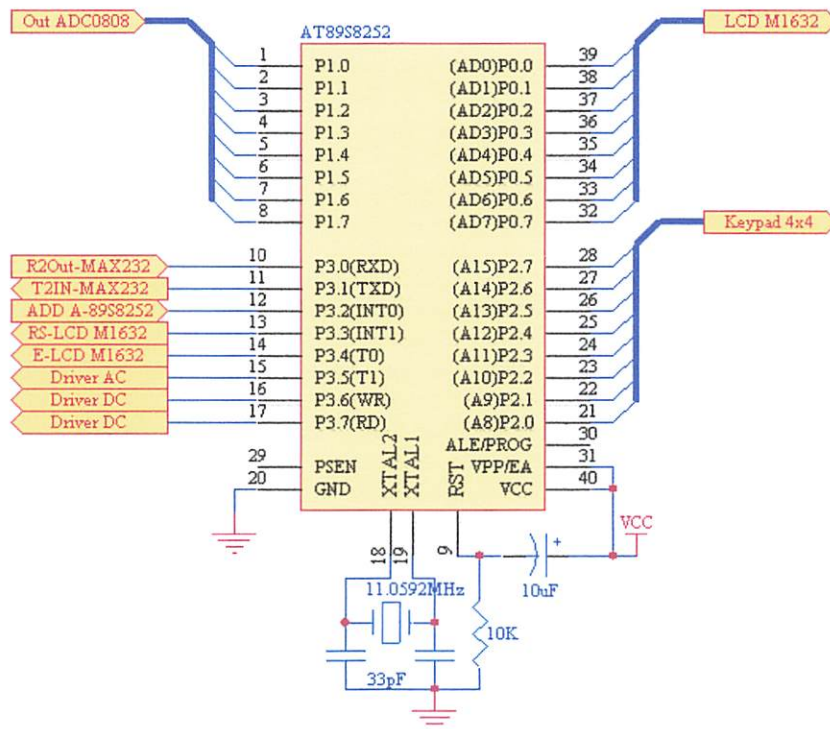 Out ADC0808
LCD M1632
AT89S8252
1 P1.0 (AD0)P0.0 39
2 P1.1 (AD1)P0.1 38
3 P1.2 (AD2)P0.2 37
4 P1.3 (AD3)P0.3 36
5 P1.4 (AD4)P0.4 35
6 P1.5 (AD5)P0.5 34
7 P1.6 (AD6)P0.6 33
8 P1.7 (AD7)P0.7 32
Keypad 4x4
R2Out-MAX232 10 P3.0(RXD) (A15)P2.7 28
T2IN-MAX232 11 P3.1(TXD) (A14)P2.6 27
ADD A-89S8252 12 P3.2(INT0) (A13)P2.5 26
RS-LCD M1632 13 P3.3(INT1) (A12)P2.4 25
E-LCD M1632 14 P3.4(T0) (A11)P2.3 24
Driver AC 15 P3.5(T1) (A10)P2.2 23
Driver DC 16 P3.6(WR) (A9)P2.1 22
Driver DC 17 P3.7(RD) (A8)P2.0 21
ALE/PROG 30
29 PSEN VPP/EA 31
20 GND VCC 40
XTAL2
XTAL1
RST
18
19
9
VCC
+
11.0592MHz
10uF
10K
33pF